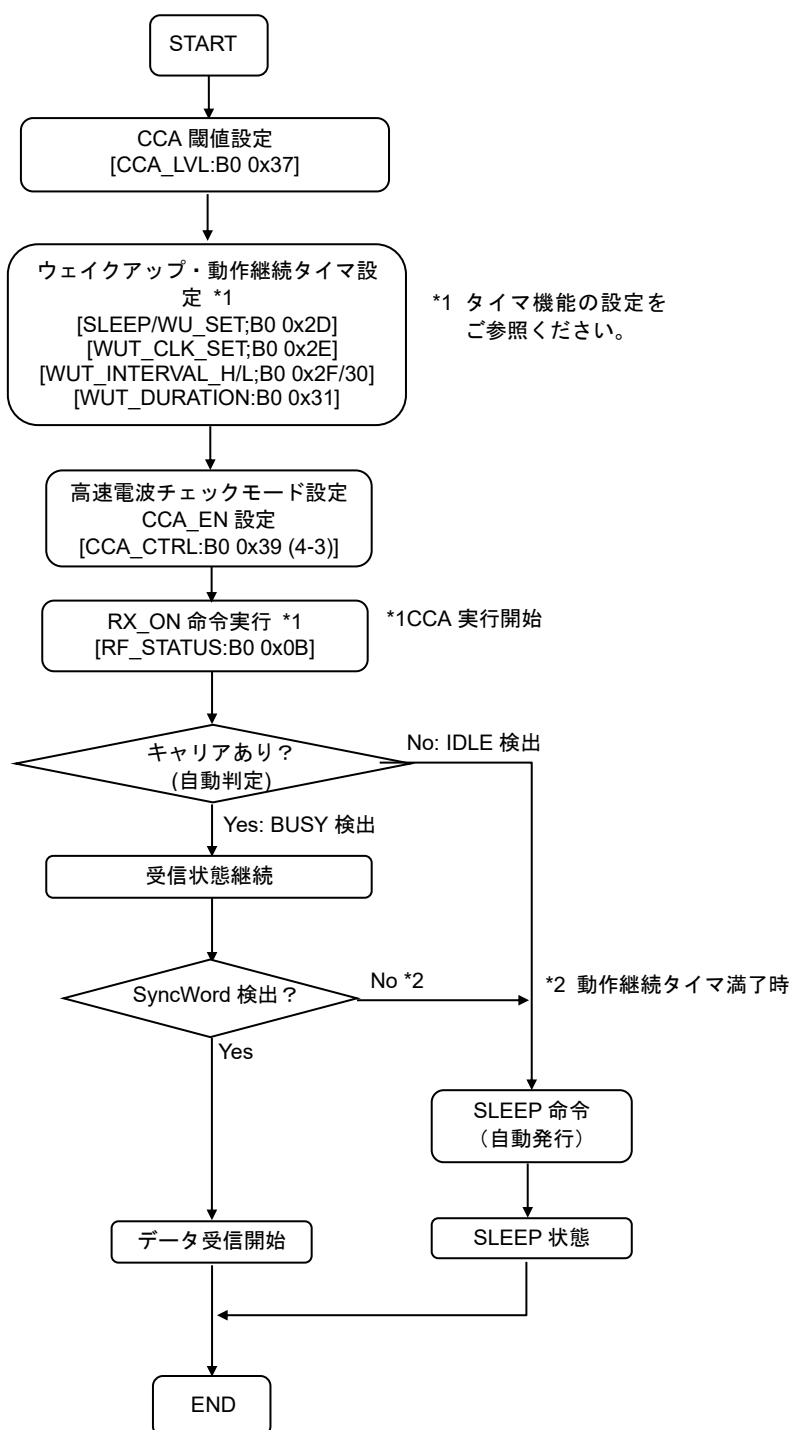 START
CCA 閾値設定
[CCA_LVL:B0 0x37]
ウェイクアップ・動作継続タイマ設
定 *1
[SLEEP/WU_SET;B0 0x2D]
[WUT_CLK_SET;B0 0x2E]
[WUT_INTERVAL_H/L;B0 0x2F/30]
[WUT_DURATION:B0 0x31]
*1 タイマ機能の設定を
ご参照ください。
高速電波チェックモード設定
CCA_EN 設定
[CCA_CTRL:B0 0x39 (4-3)]
RX_ON 命令実行 *1
[RF_STATUS:B0 0x0B]
*1CCA 実行開始
キャリアあり？
(自動判定)
No: IDLE 検出
Yes: BUSY 検出
受信状態継続
SyncWord 検出？
No *2
*2 動作継続タイマ満了時
Yes
SLEEP 命令
（自動発行）
データ受信開始
SLEEP 状態
END